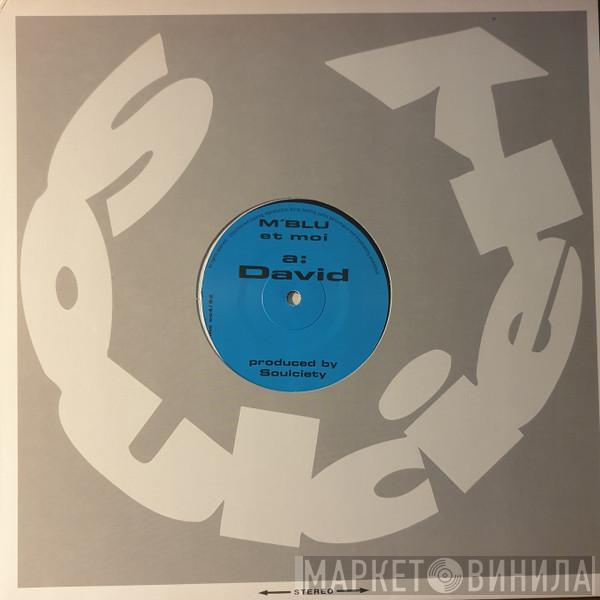 SoulcieTy
M'BLU
et moi
a:
David
produced by
Soulciety
STEREO
МАРКЕТ ВИНИЛА